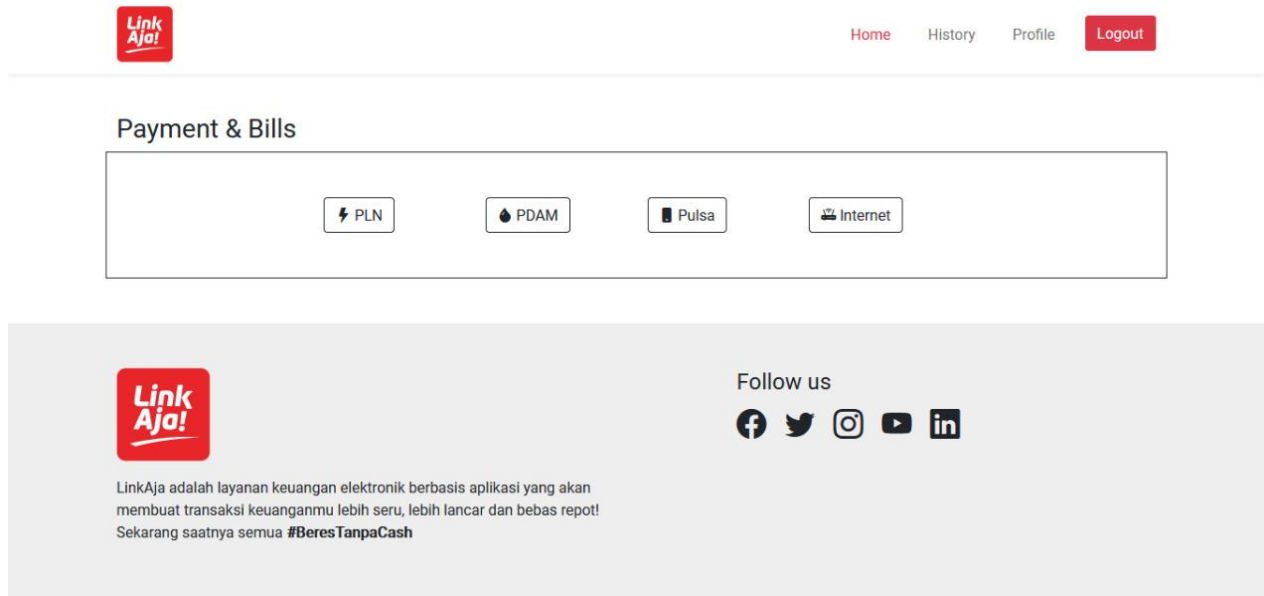 Link
Aja!
Home History Profile Logout
Payment & Bills
PLN PDAM Pulsa Internet
Link
Aja!
LinkAja adalah layanan keuangan elektronik berbasis aplikasi yang akan
membuat transaksi keuanganmu lebih seru, lebih lancar dan bebas repot!
Sekarang saatnya semua #BeresTanpaCash
Follow us
in